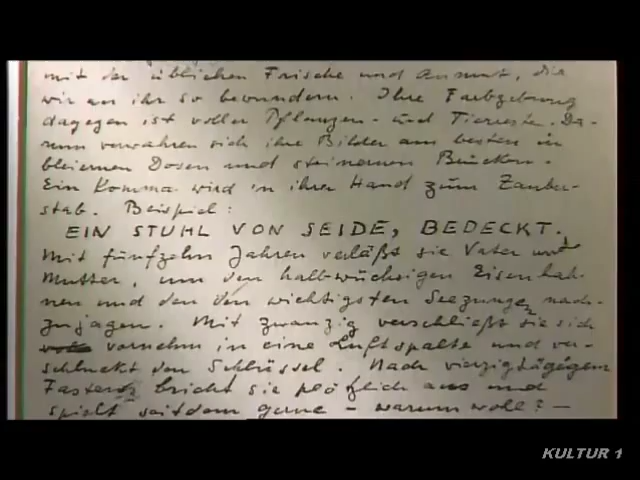 mit der üblichen Frische und Anmut, die
wir an ihr so bewundern. Ihre Farbgebung
dagegen ist voller Pflanzen- und Tierreste. Da-
rum verwahren sich ihre Bilder am besten in
bleiernen Dosen und steinernen Brücken.
Ein Komma wird in ihrer Hand zum Zauber-
stab. Beispiel:
EIN STUHL VON SEIDE, BEDECKT.
Mit fünfzehn Jahren verläßt sie Vater und
Mutter, um den halbwüchsigen Eisenbah-
nen und den wichtigsten Seezungen nach-
zujagen. Mit zwanzig verschließt sie sich
vornehm in eine Luftspalte und ver-
schluckt den Schlüssel. Nach vierzigtägigem
Fasten bricht sie plötzlich aus und
spielt seitdem gerne – warum wohl? –
KULTUR 1